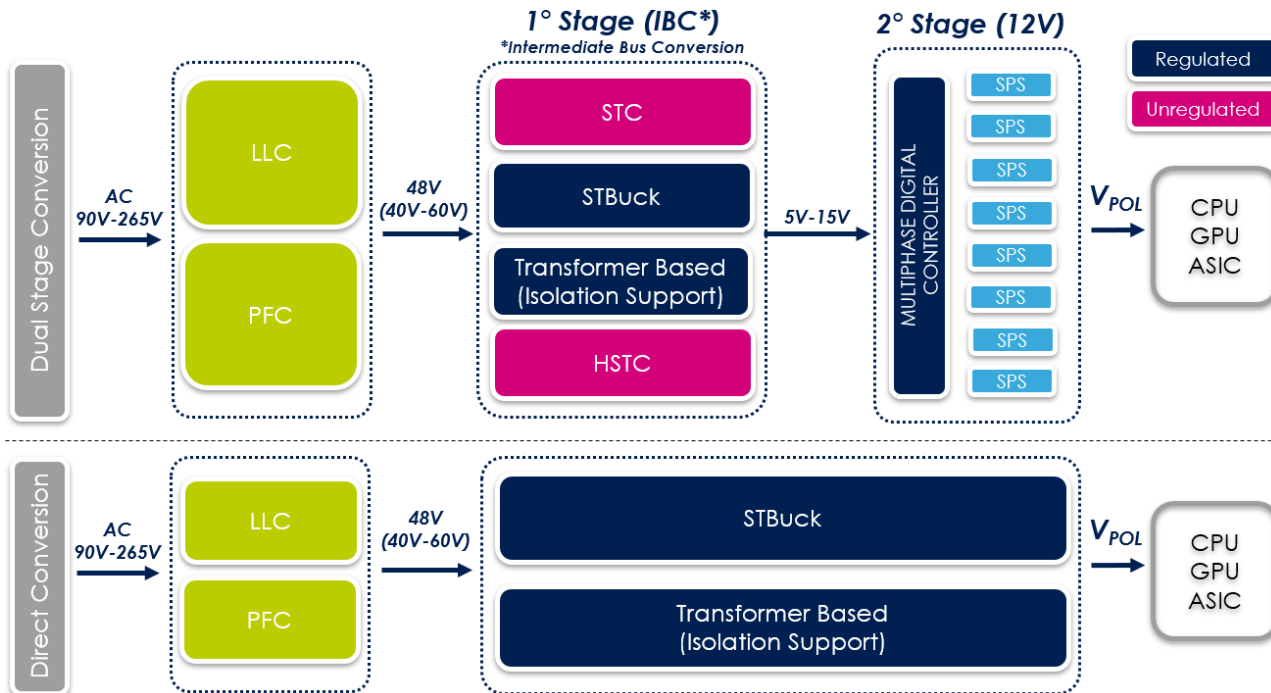 1° Stage (IBC*)
*Intermediate Bus Conversion
2° Stage (12V)
Regulated
Unregulated
Dual Stage Conversion
AC
90V-265V
LLC
PFC
48V
(40V-60V)
STC
STBuck
Transformer Based
(Isolation Support)
HSTC
5V-15V
MULTIPHASE DIGITAL
CONTROLLER
SPS
SPS
SPS
SPS
SPS
SPS
SPS
SPS
VPOL
CPU
GPU
ASIC
Direct Conversion
AC
90V-265V
LLC
PFC
48V
(40V-60V)
STBuck
Transformer Based
(Isolation Support)
VPOL
CPU
GPU
ASIC